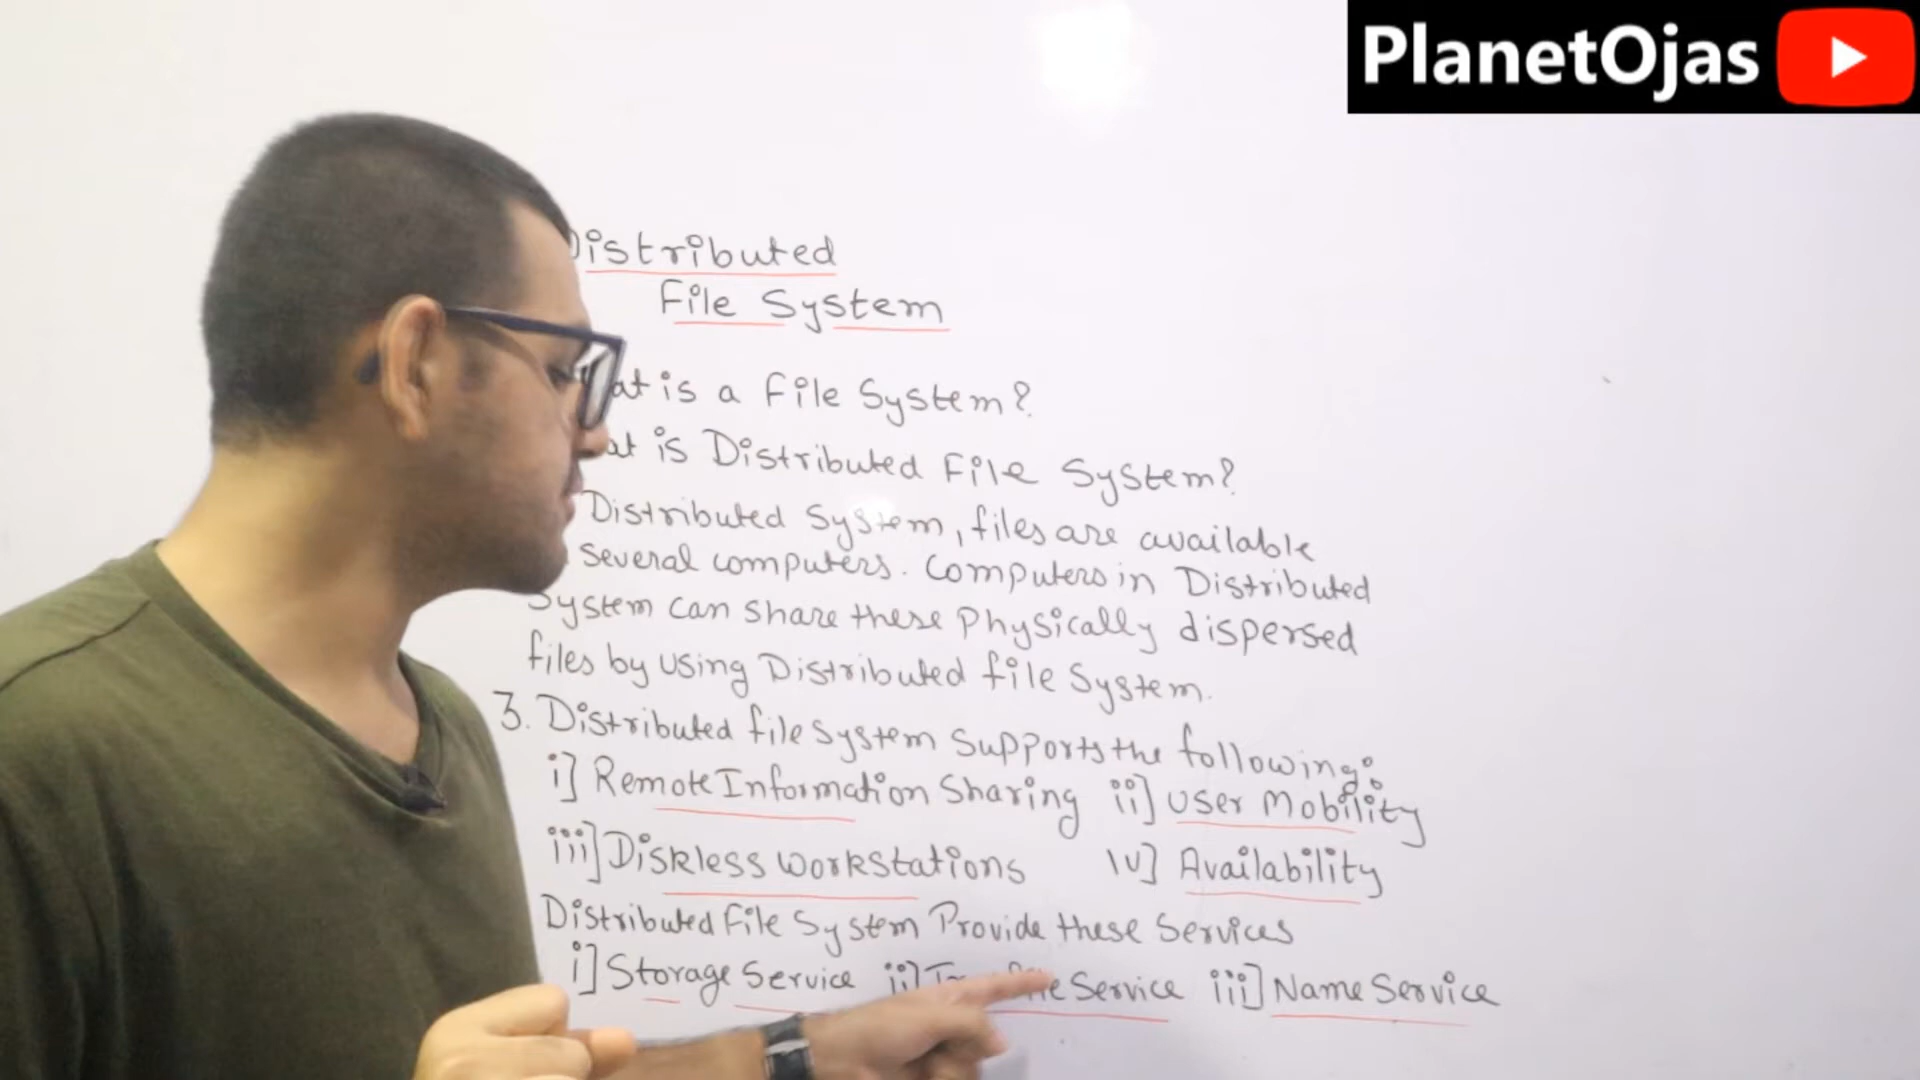 PlanetOjas
Distributed
File System
is a File System?
is Distributed File System?
Distributed System, files are available
several computers. Computers in Distributed
System can share these Physically dispersed
files by using Distributed file System.
3. Distributed file System Supports the following:
i] Remote Information Sharing ii] User Mobility
iii] Diskless workstations iv] Availability
Distributed File System Provide these Services
i] Storage Service ii] Service iii] Name Service